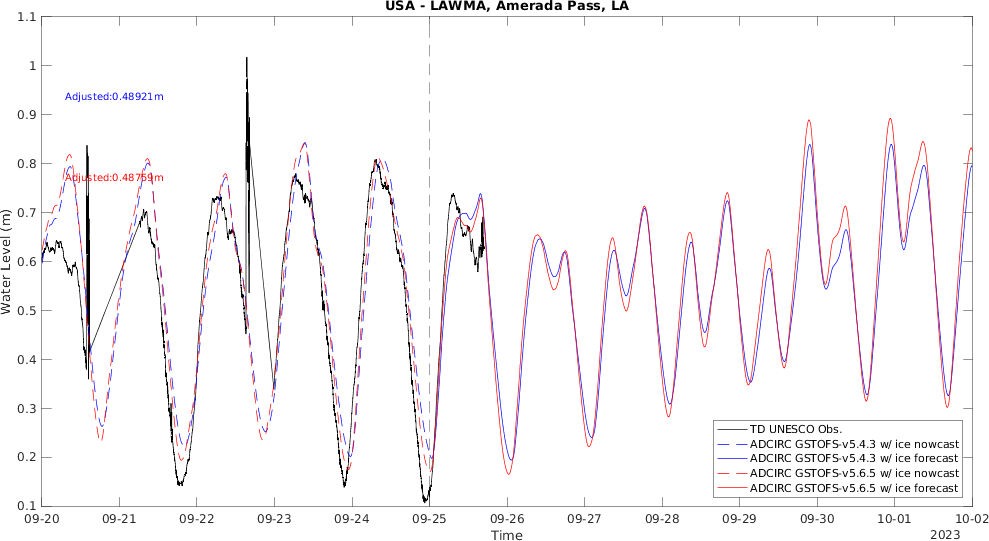 USA - LAWMA, Amerada Pass, LA
1.1
1
0.9
0.8
0.7
0.6
0.5
0.4
0.3
0.2
0.1
Water Level (m)
Adjusted:0.48921m
Adjusted:0.48759m
TD UNESCO Obs.
ADCIRC GSTOFS-v5.4.3 w/ ice nowcast
ADCIRC GSTOFS-v5.4.3 w/ ice forecast
ADCIRC GSTOFS-v5.6.5 w/ ice nowcast
ADCIRC GSTOFS-v5.6.5 w/ ice forecast
09-20 09-21 09-22 09-23 09-24 09-25 09-26 09-27 09-28 09-29 09-30 10-01 10-02
Time 2023